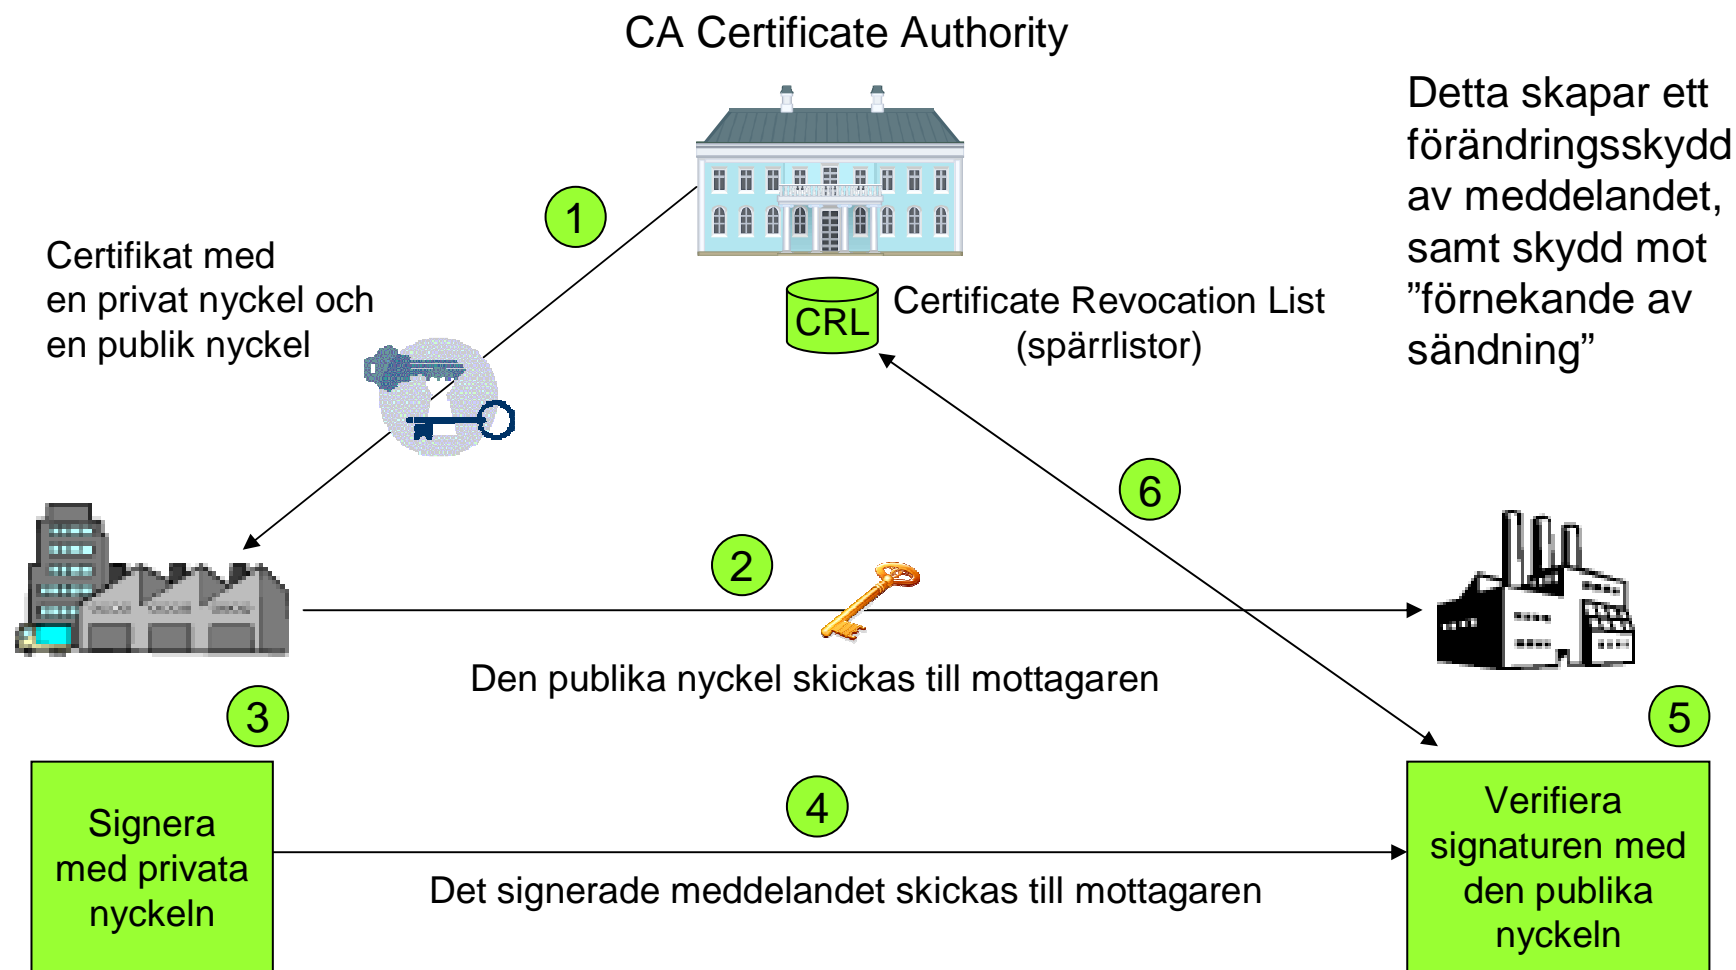 CA Certificate Authority
Detta skapar ett
förändringsskydd
av meddelandet,
samt skydd mot
”förnekande av
sändning”
1
Certifikat med
en privat nyckel och
en publik nyckel
CRL
Certificate Revocation List
(spärrlistor)
6
2
Den publika nyckel skickas till mottagaren
3
5
4
Signera
med privata
nyckeln
Det signerade meddelandet skickas till mottagaren
Verifiera
signaturen med
den publika
nyckeln